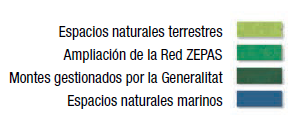 Espacios naturales terrestres
Ampliación de la Red ZEPAS
Montes gestionados por la Generalitat
Espacios naturales marinos